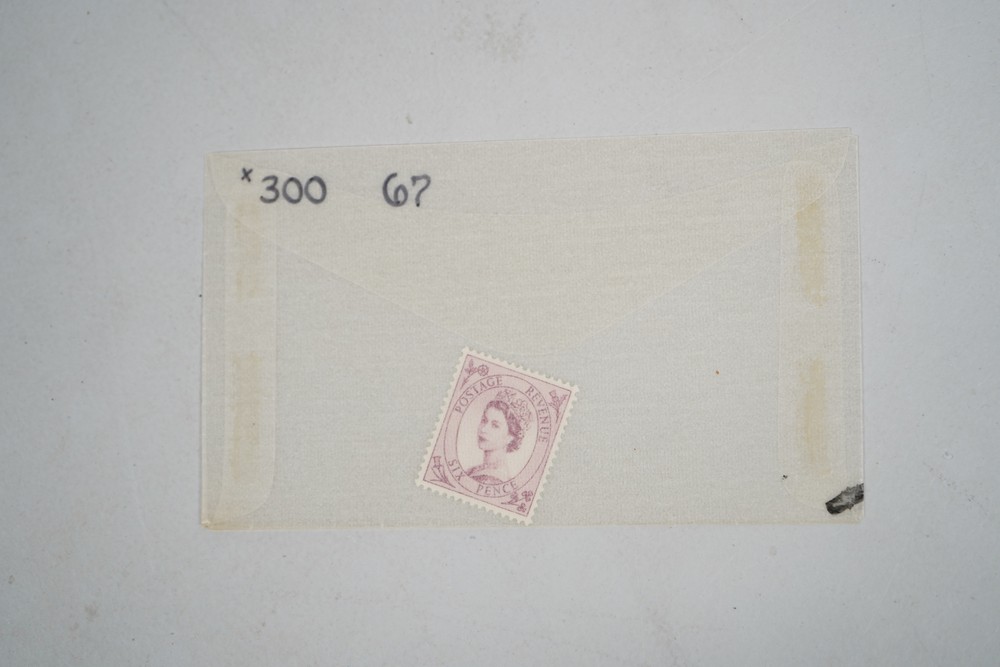 x 300 67
POSTAGE REVENUE
SIX PENCE